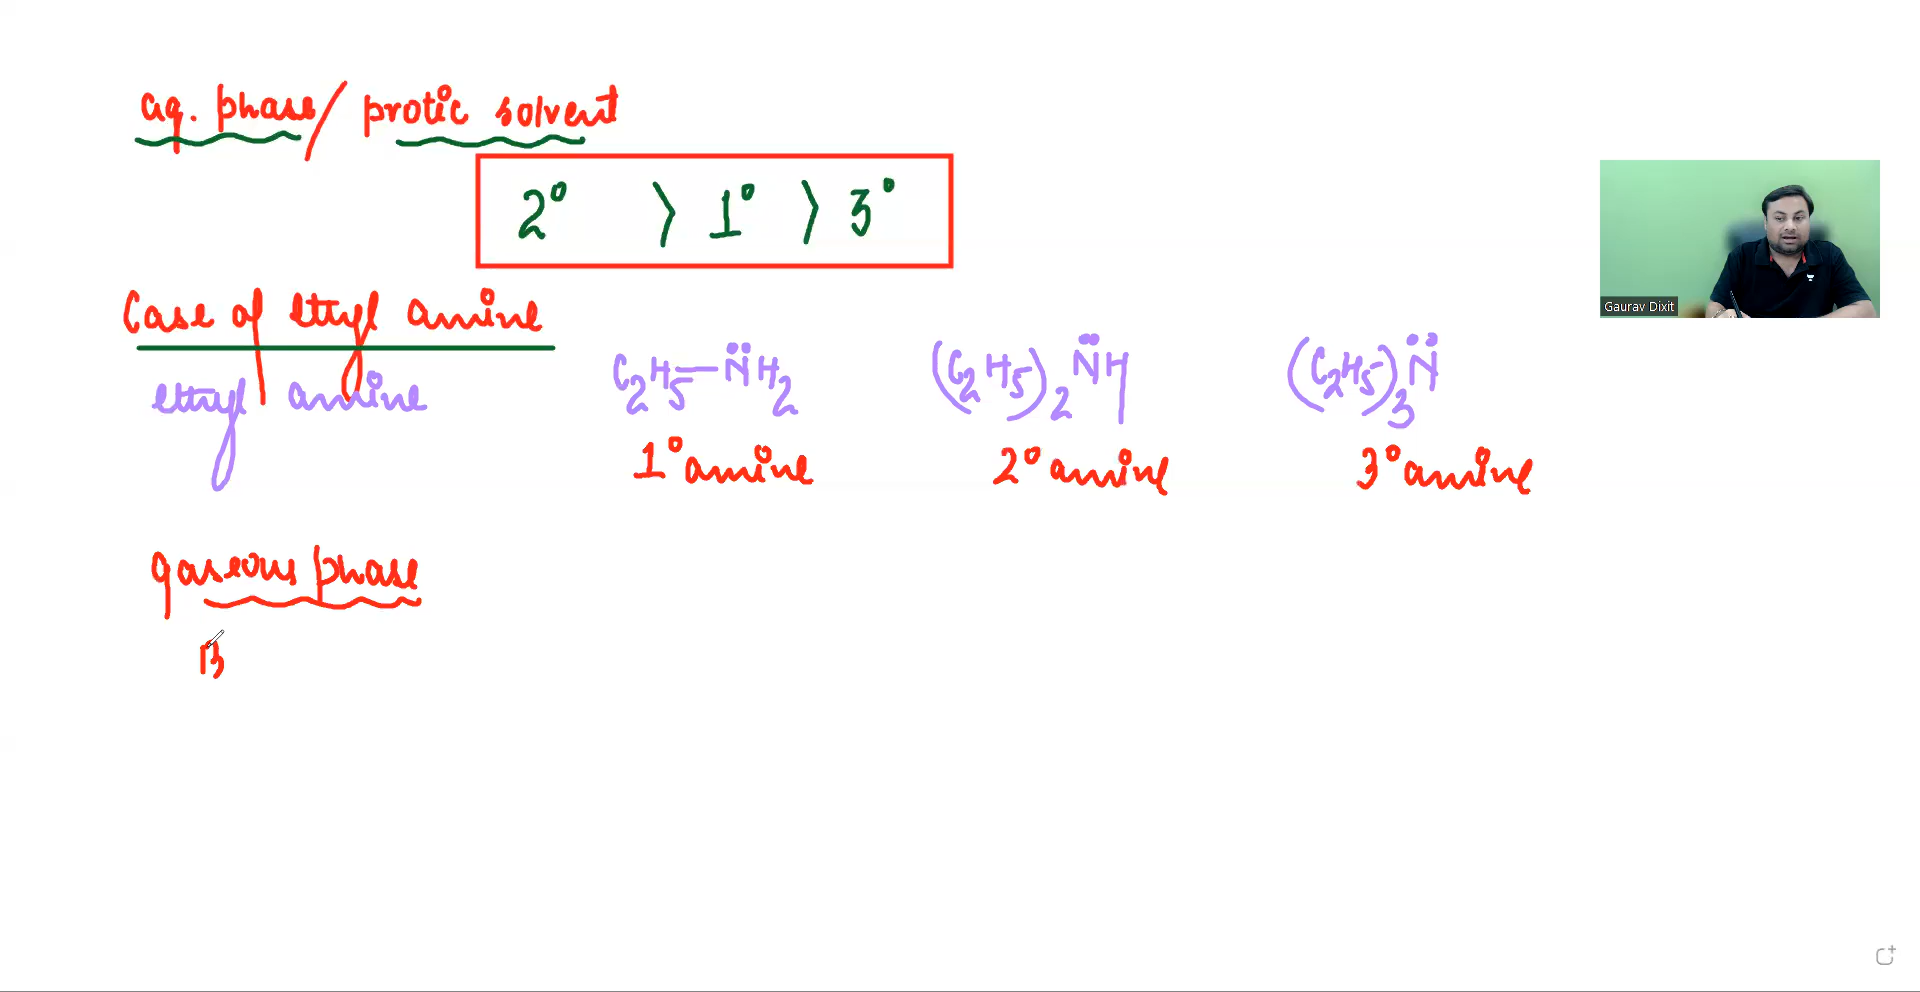 aq. phase / protic solvent
2° > 1° > 3°
Case of ethyl amine
ethyl amine C₂H₅—N̈H₂ (C₂H₅)₂N̈H (C₂H₅)₃N̈
1° amine 2° amine 3° amine
gaseous phase
B
Gaurav Dixit